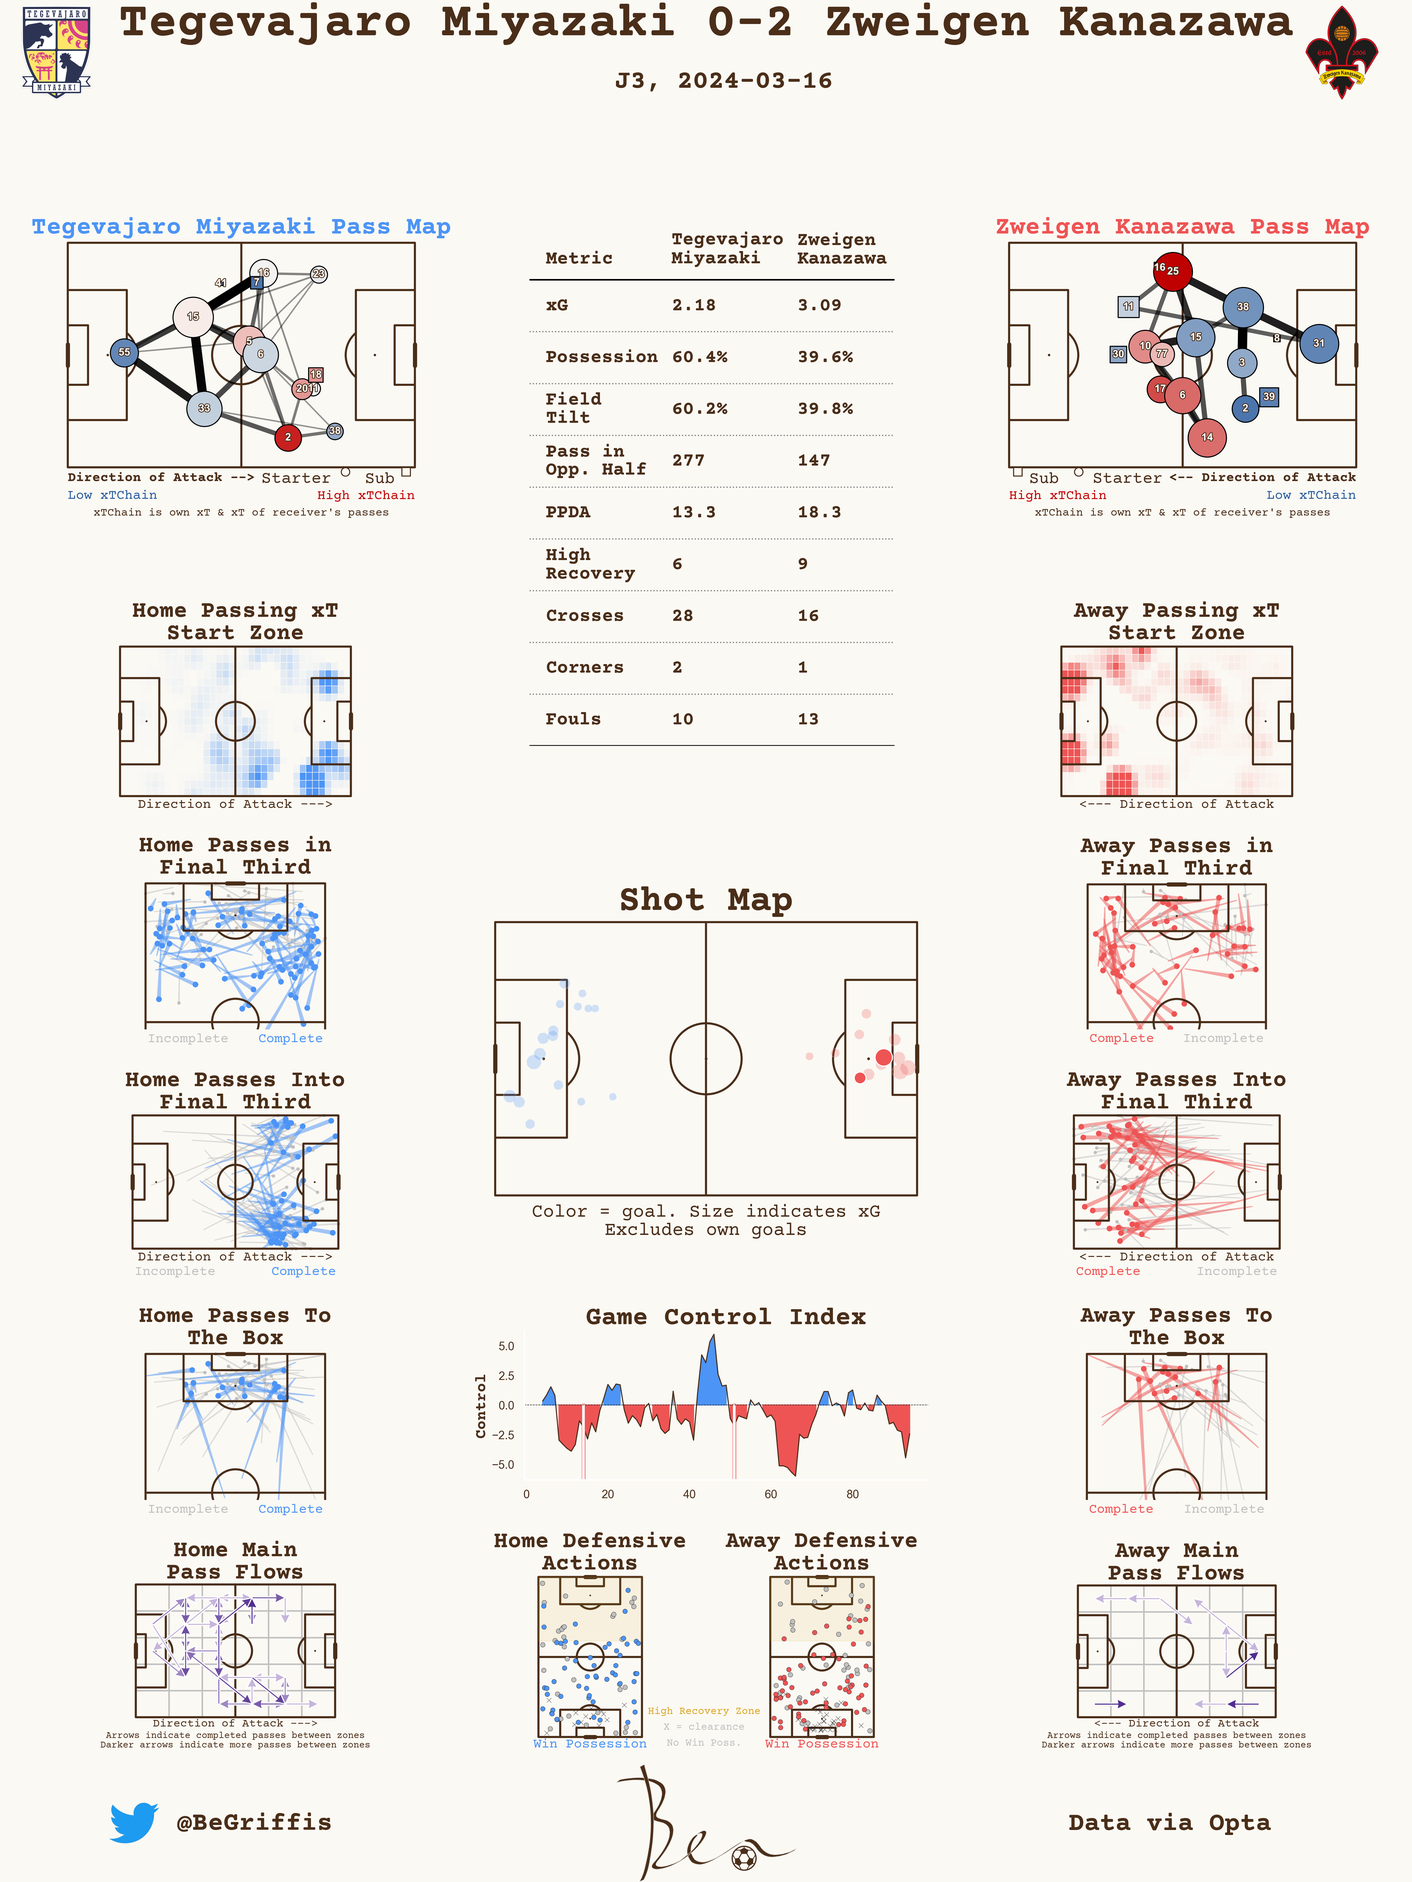 Tegevajaro Miyazaki 0-2 Zweigen Kanazawa
J3, 2024-03-16
TEGEVAJARO
MIYAZAKI
Estd 2006
Zweigen Kanazawa
Tegevajaro Miyazaki Pass Map
16
7
23
41
15
5
6
55
18
20
11
33
2
38
Direction of Attack --> Starter Sub
Low xTChain High xTChain
xTChain is own xT & xT of receiver's passes
Metric Tegevajaro Miyazaki Zweigen Kanazawa
xG 2.18 3.09
Possession 60.4% 39.6%
Field Tilt 60.2% 39.8%
Pass in Opp. Half 277 147
PPDA 13.3 18.3
High Recovery 6 9
Crosses 28 16
Corners 2 1
Fouls 10 13
Zweigen Kanazawa Pass Map
16
25
11
38
15
8
31
10
77
30
3
17
6
39
2
14
Sub Starter <-- Direction of Attack
High xTChain Low xTChain
xTChain is own xT & xT of receiver's passes
Home Passing xT
Start Zone
Direction of Attack --->
Away Passing xT
Start Zone
<--- Direction of Attack
Home Passes in
Final Third
Incomplete Complete
Away Passes in
Final Third
Complete Incomplete
Shot Map
Color = goal. Size indicates xG
Excludes own goals
Home Passes Into
Final Third
Direction of Attack --->
Incomplete Complete
Away Passes Into
Final Third
<--- Direction of Attack
Complete Incomplete
Game Control Index
Control
5.0
2.5
0.0
−2.5
−5.0
0 20 40 60 80
Home Passes To
The Box
Incomplete Complete
Away Passes To
The Box
Complete Incomplete
Home Main
Pass Flows
Direction of Attack --->
Arrows indicate completed passes between zones
Darker arrows indicate more passes between zones
Home Defensive
Actions
Win Possession
Away Defensive
Actions
Win Possession
High Recovery Zone
X = clearance
No Win Poss.
Away Main
Pass Flows
<--- Direction of Attack
Arrows indicate completed passes between zones
Darker arrows indicate more passes between zones
@BeGriffis
Ben
Data via Opta